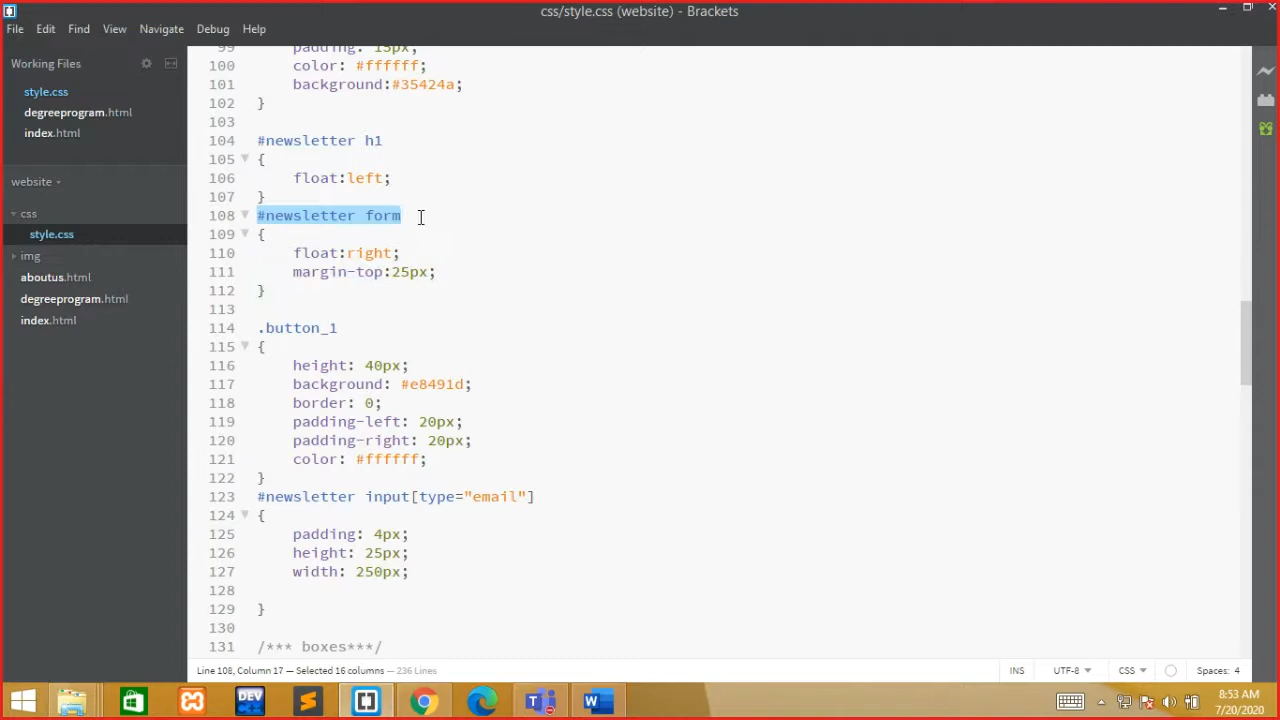 css/style.css (website) - Brackets
File Edit Find View Navigate Debug Help
Working Files
style.css
degreeprogram.html
index.html
website
css
style.css
img
aboutus.html
degreeprogram.html
index.html
99 padding: 15px;
100 color: #ffffff;
101 background:#35424a;
102 }
103
104 #newsletter h1
105 {
106 float:left;
107 }
108 #newsletter form
109 {
110 float:right;
111 margin-top:25px;
112 }
113
114 .button_1
115 {
116 height: 40px;
117 background: #e8491d;
118 border: 0;
119 padding-left: 20px;
120 padding-right: 20px;
121 color: #ffffff;
122 }
123 #newsletter input[type="email"]
124 {
125 padding: 4px;
126 height: 25px;
127 width: 250px;
128
129 }
130
131 /*** boxes***/
Line 108, Column 17 — Selected 16 columns — 236 Lines
INS UTF-8 CSS Spaces: 4
DEV
8:53 AM
7/20/2020